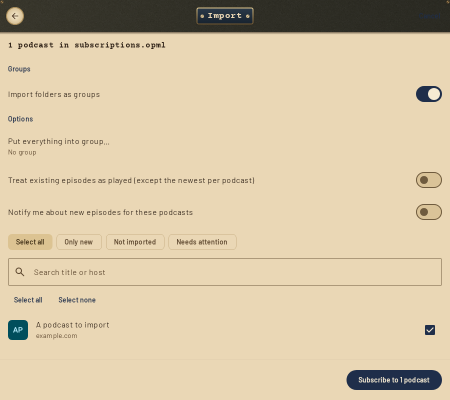 Import
1 podcast in subscriptions.opml
Groups
Import folders as groups
Options
Put everything into group...
No group
Treat existing episodes as played (except the newest per podcast)
Notify me about new episodes for these podcasts
Select all
Only new
Not imported
Needs attention
Search title or host
Select all
Select none
AP
A podcast to import
example.com
Subscribe to 1 podcast